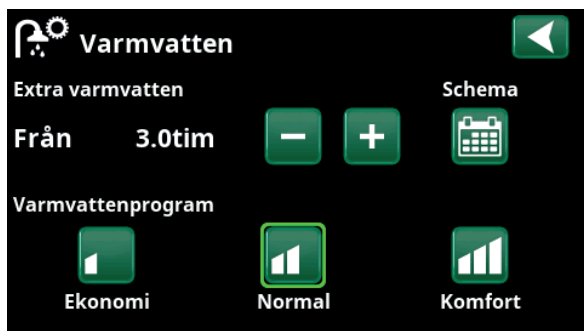 Varmvatten
Extra varmvatten Schema
Från 3.0tim
Varmvattenprogram
Ekonomi Normal Komfort